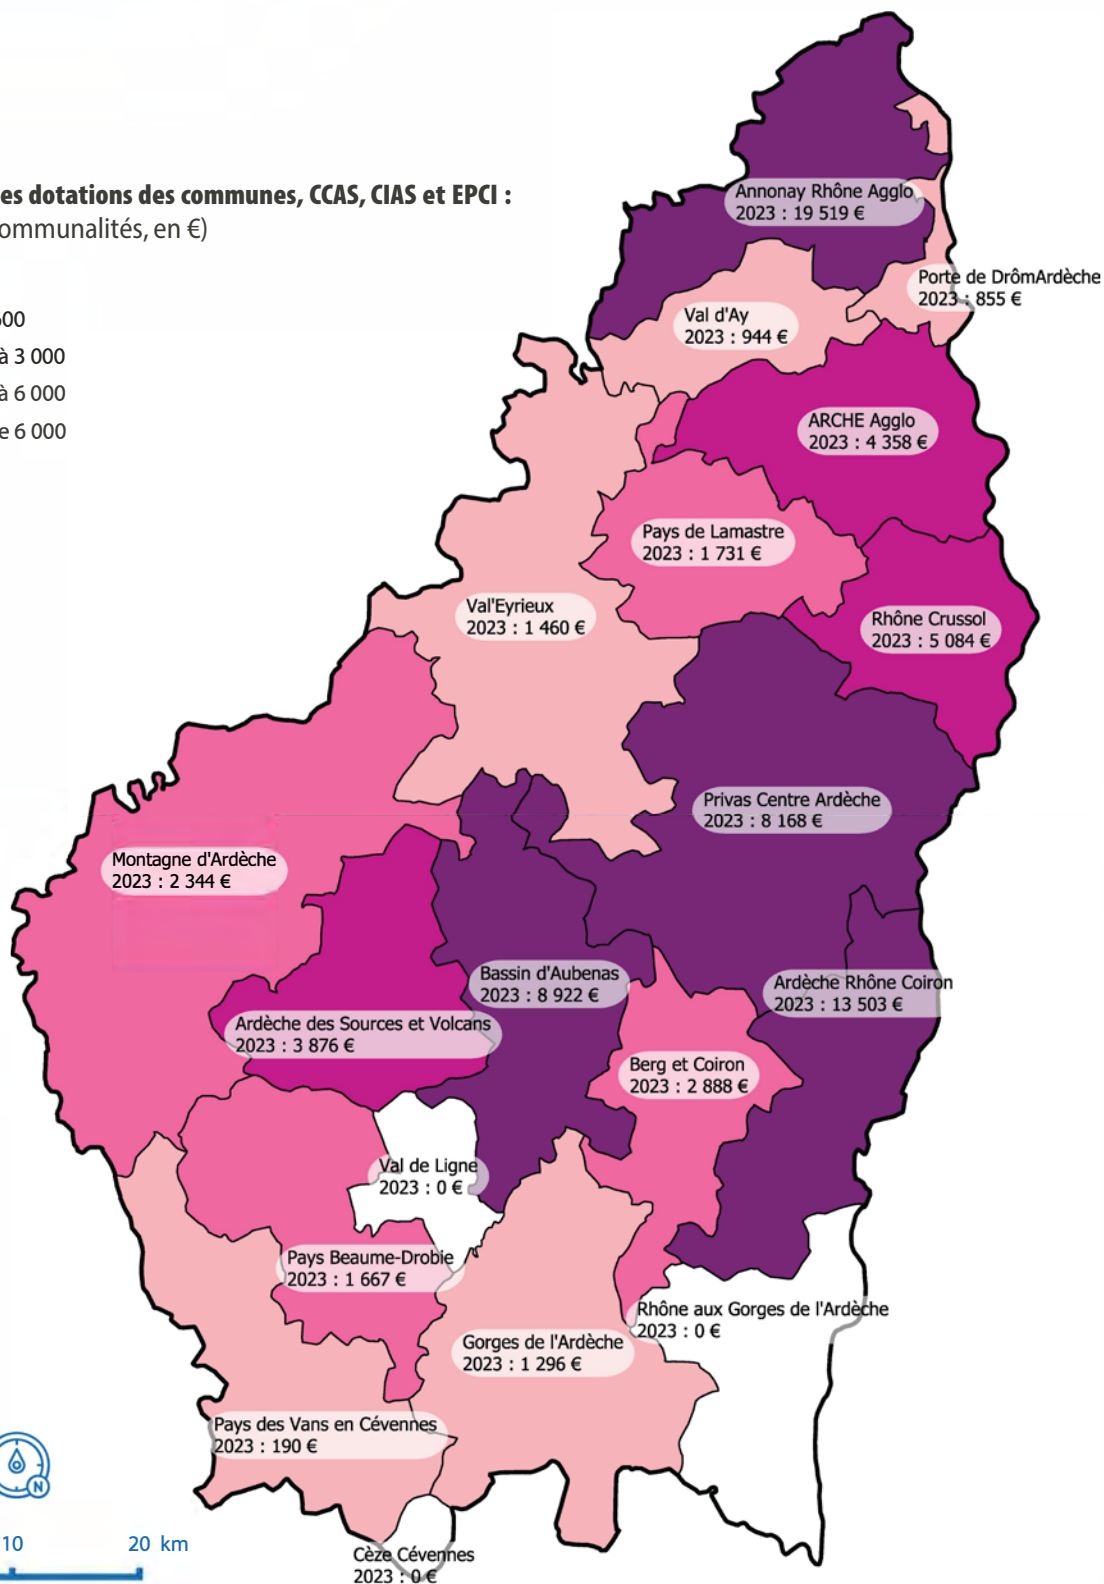 es dotations des communes, CCAS, CIAS et EPCI :
ommunalités, en €)
600
à 3 000
à 6 000
e 6 000
Annonay Rhône Agglo
2023 : 19 519 €
Porte de DrômArdèche
2023 : 855 €
Val d'Ay
2023 : 944 €
ARCHE Agglo
2023 : 4 358 €
Pays de Lamastre
2023 : 1 731 €
Val'Eyrieux
2023 : 1 460 €
Rhône Crussol
2023 : 5 084 €
Privas Centre Ardèche
2023 : 8 168 €
Montagne d'Ardèche
2023 : 2 344 €
Bassin d'Aubenas
2023 : 8 922 €
Ardèche Rhône Coiron
2023 : 13 503 €
Ardèche des Sources et Volcans
2023 : 3 876 €
Berg et Coiron
2023 : 2 888 €
Val de Ligne
2023 : 0 €
Pays Beaume-Drobie
2023 : 1 667 €
Rhône aux Gorges de l'Ardèche
2023 : 0 €
Gorges de l'Ardèche
2023 : 1 296 €
Pays des Vans en Cévennes
2023 : 190 €
N
10 20 km
Cèze Cévennes
2023 : 0 €